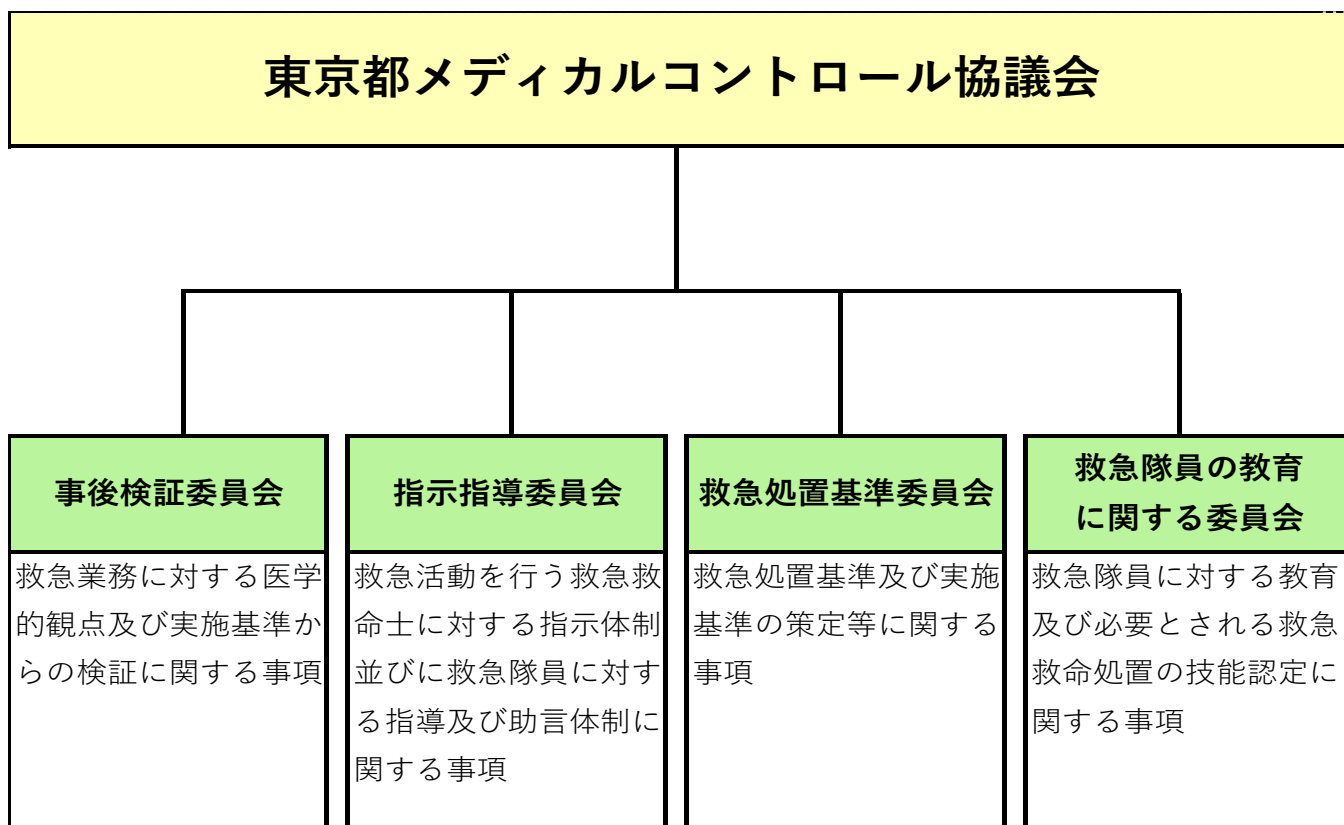 東京都メディカルコントロール協議会
事後検証委員会
救急業務に対する医学
的観点及び実施基準か
らの検証に関する事項
指示指導委員会
救急活動を行う救急救
命士に対する指示体制
並びに救急隊員に対す
る指導及び助言体制に
関する事項
救急処置基準委員会
救急処置基準及び実施
基準の策定等に関する
事項
救急隊員の教育
に関する委員会
救急隊員に対する教育
及び必要とされる救急
救命処置の技能認定に
関する事項